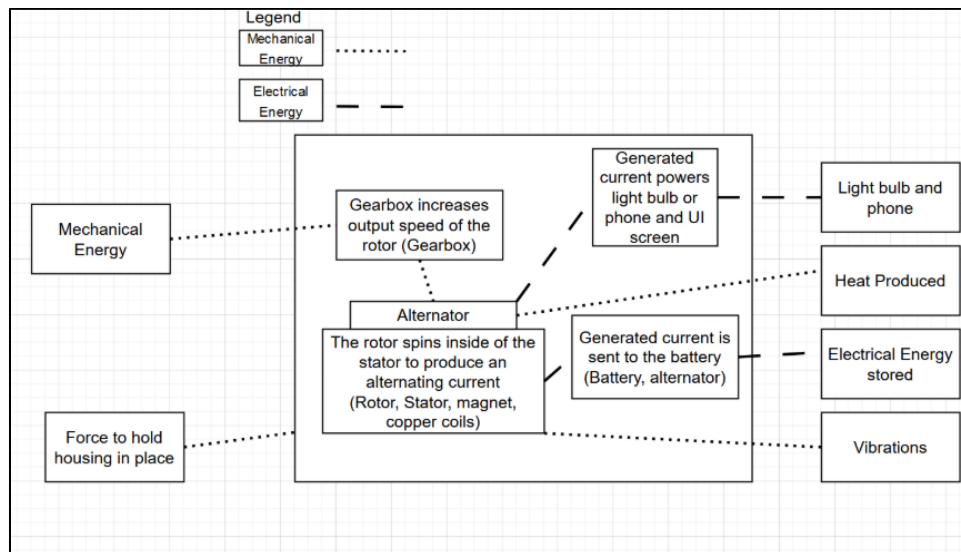 Legend
Mechanical
Energy
Electrical
Energy
Mechanical
Energy
Gearbox increases
output speed of the
rotor (Gearbox)
Generated
current powers
light bulb or
phone and UI
screen
Light bulb and
phone
Heat Produced
Alternator
The rotor spins inside of the
stator to produce an
alternating current
(Rotor, Stator, magnet,
copper coils)
Generated current is
sent to the battery
(Battery, alternator)
Electrical Energy
stored
Force to hold
housing in place
Vibrations